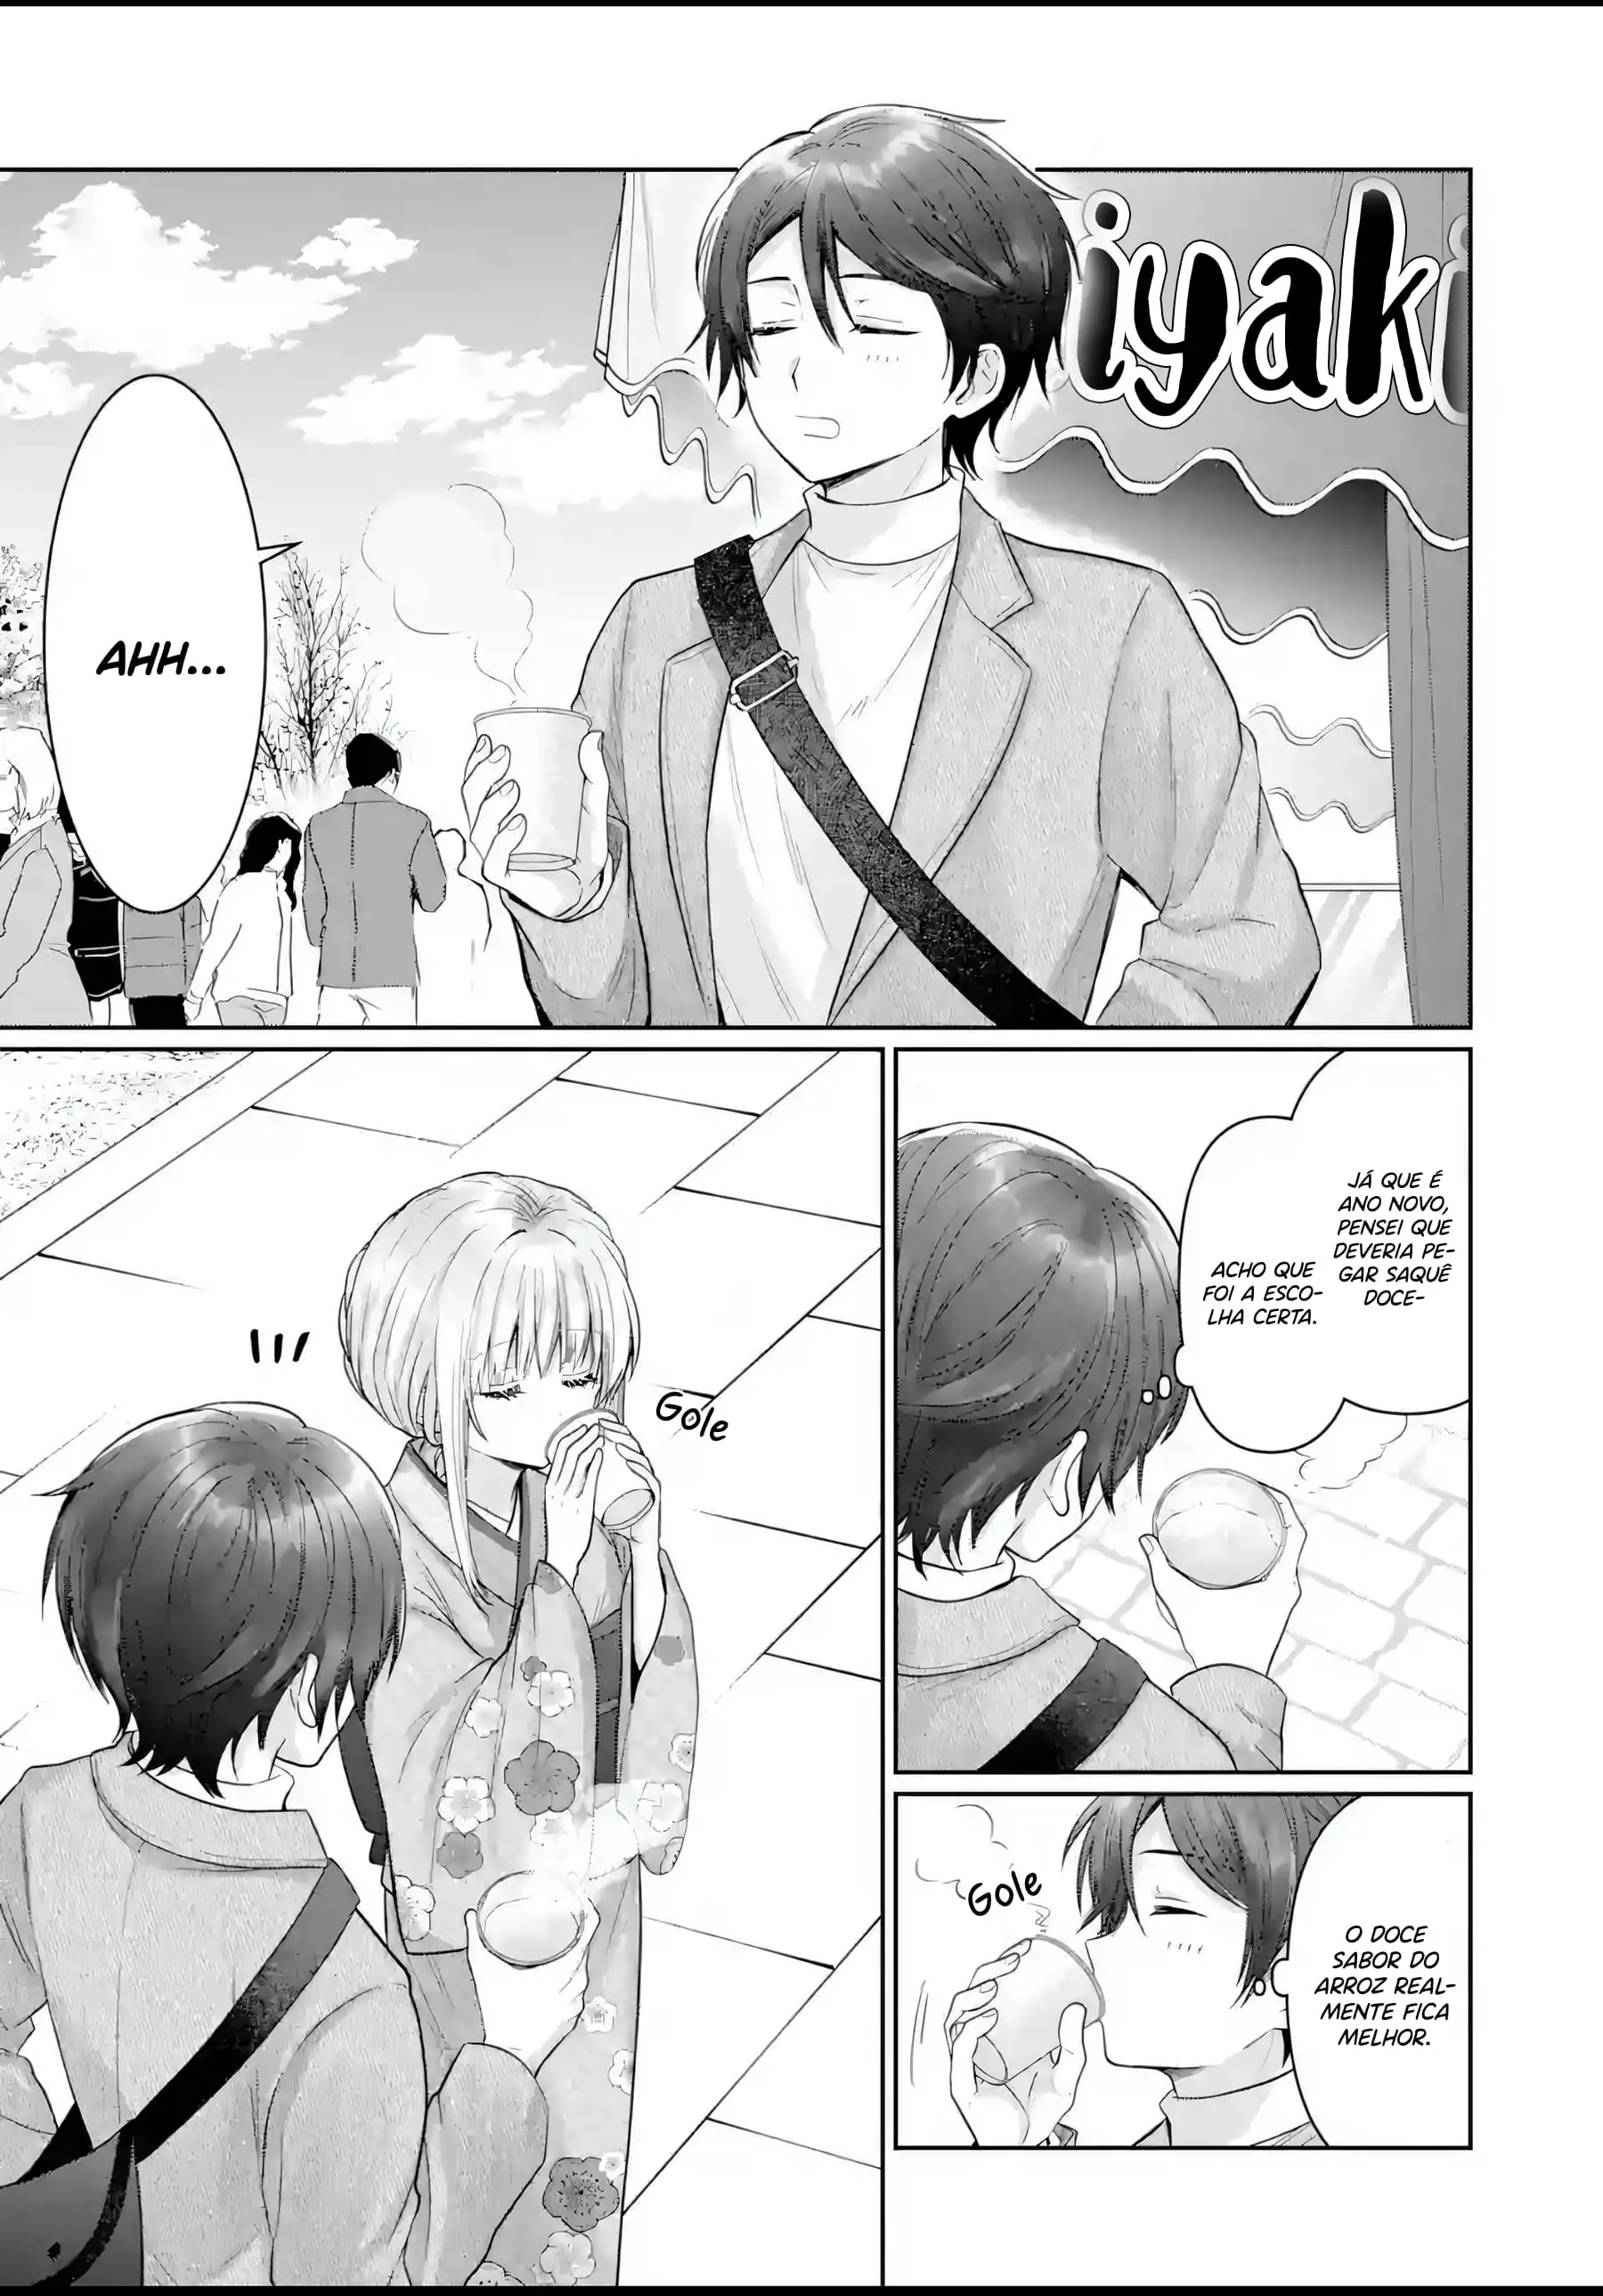 iyaki
AHH...
JÁ QUE É
ANO NOVO,
PENSEI QUE
DEVERIA PE-
GAR SAQUÊ
DOCE-
ACHO QUE
FOI A ESCO-
LHA CERTA.
Gole
O DOCE
SABOR DO
ARROZ REAL-
MENTE FICA
MELHOR.
Gole